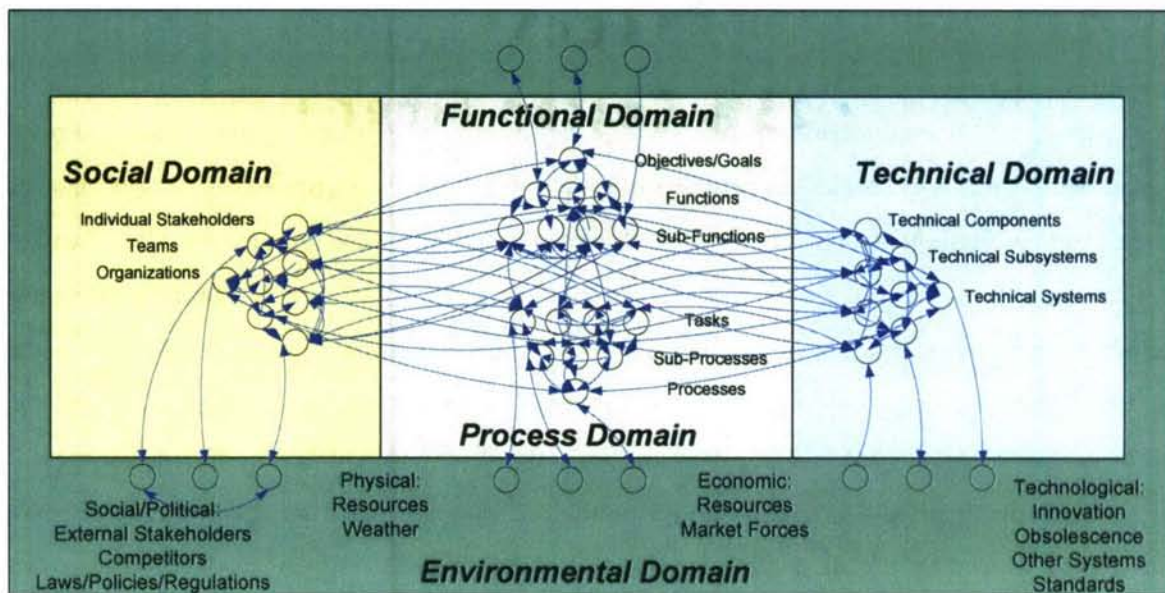 Functional Domain
Social Domain
Objectives/Goals
Technical Domain
Individual Stakeholders
Functions
Technical Components
Teams
Sub-Functions
Technical Subsystems
Organizations
Technical Systems
Tasks
Sub-Processes
Processes
Process Domain
Social/Political:
External Stakeholders
Competitors
Laws/Policies/Regulations
Physical:
Resources
Weather
Economic:
Resources
Market Forces
Technological:
Innovation
Obsolescence
Other Systems
Standards
Environmental Domain